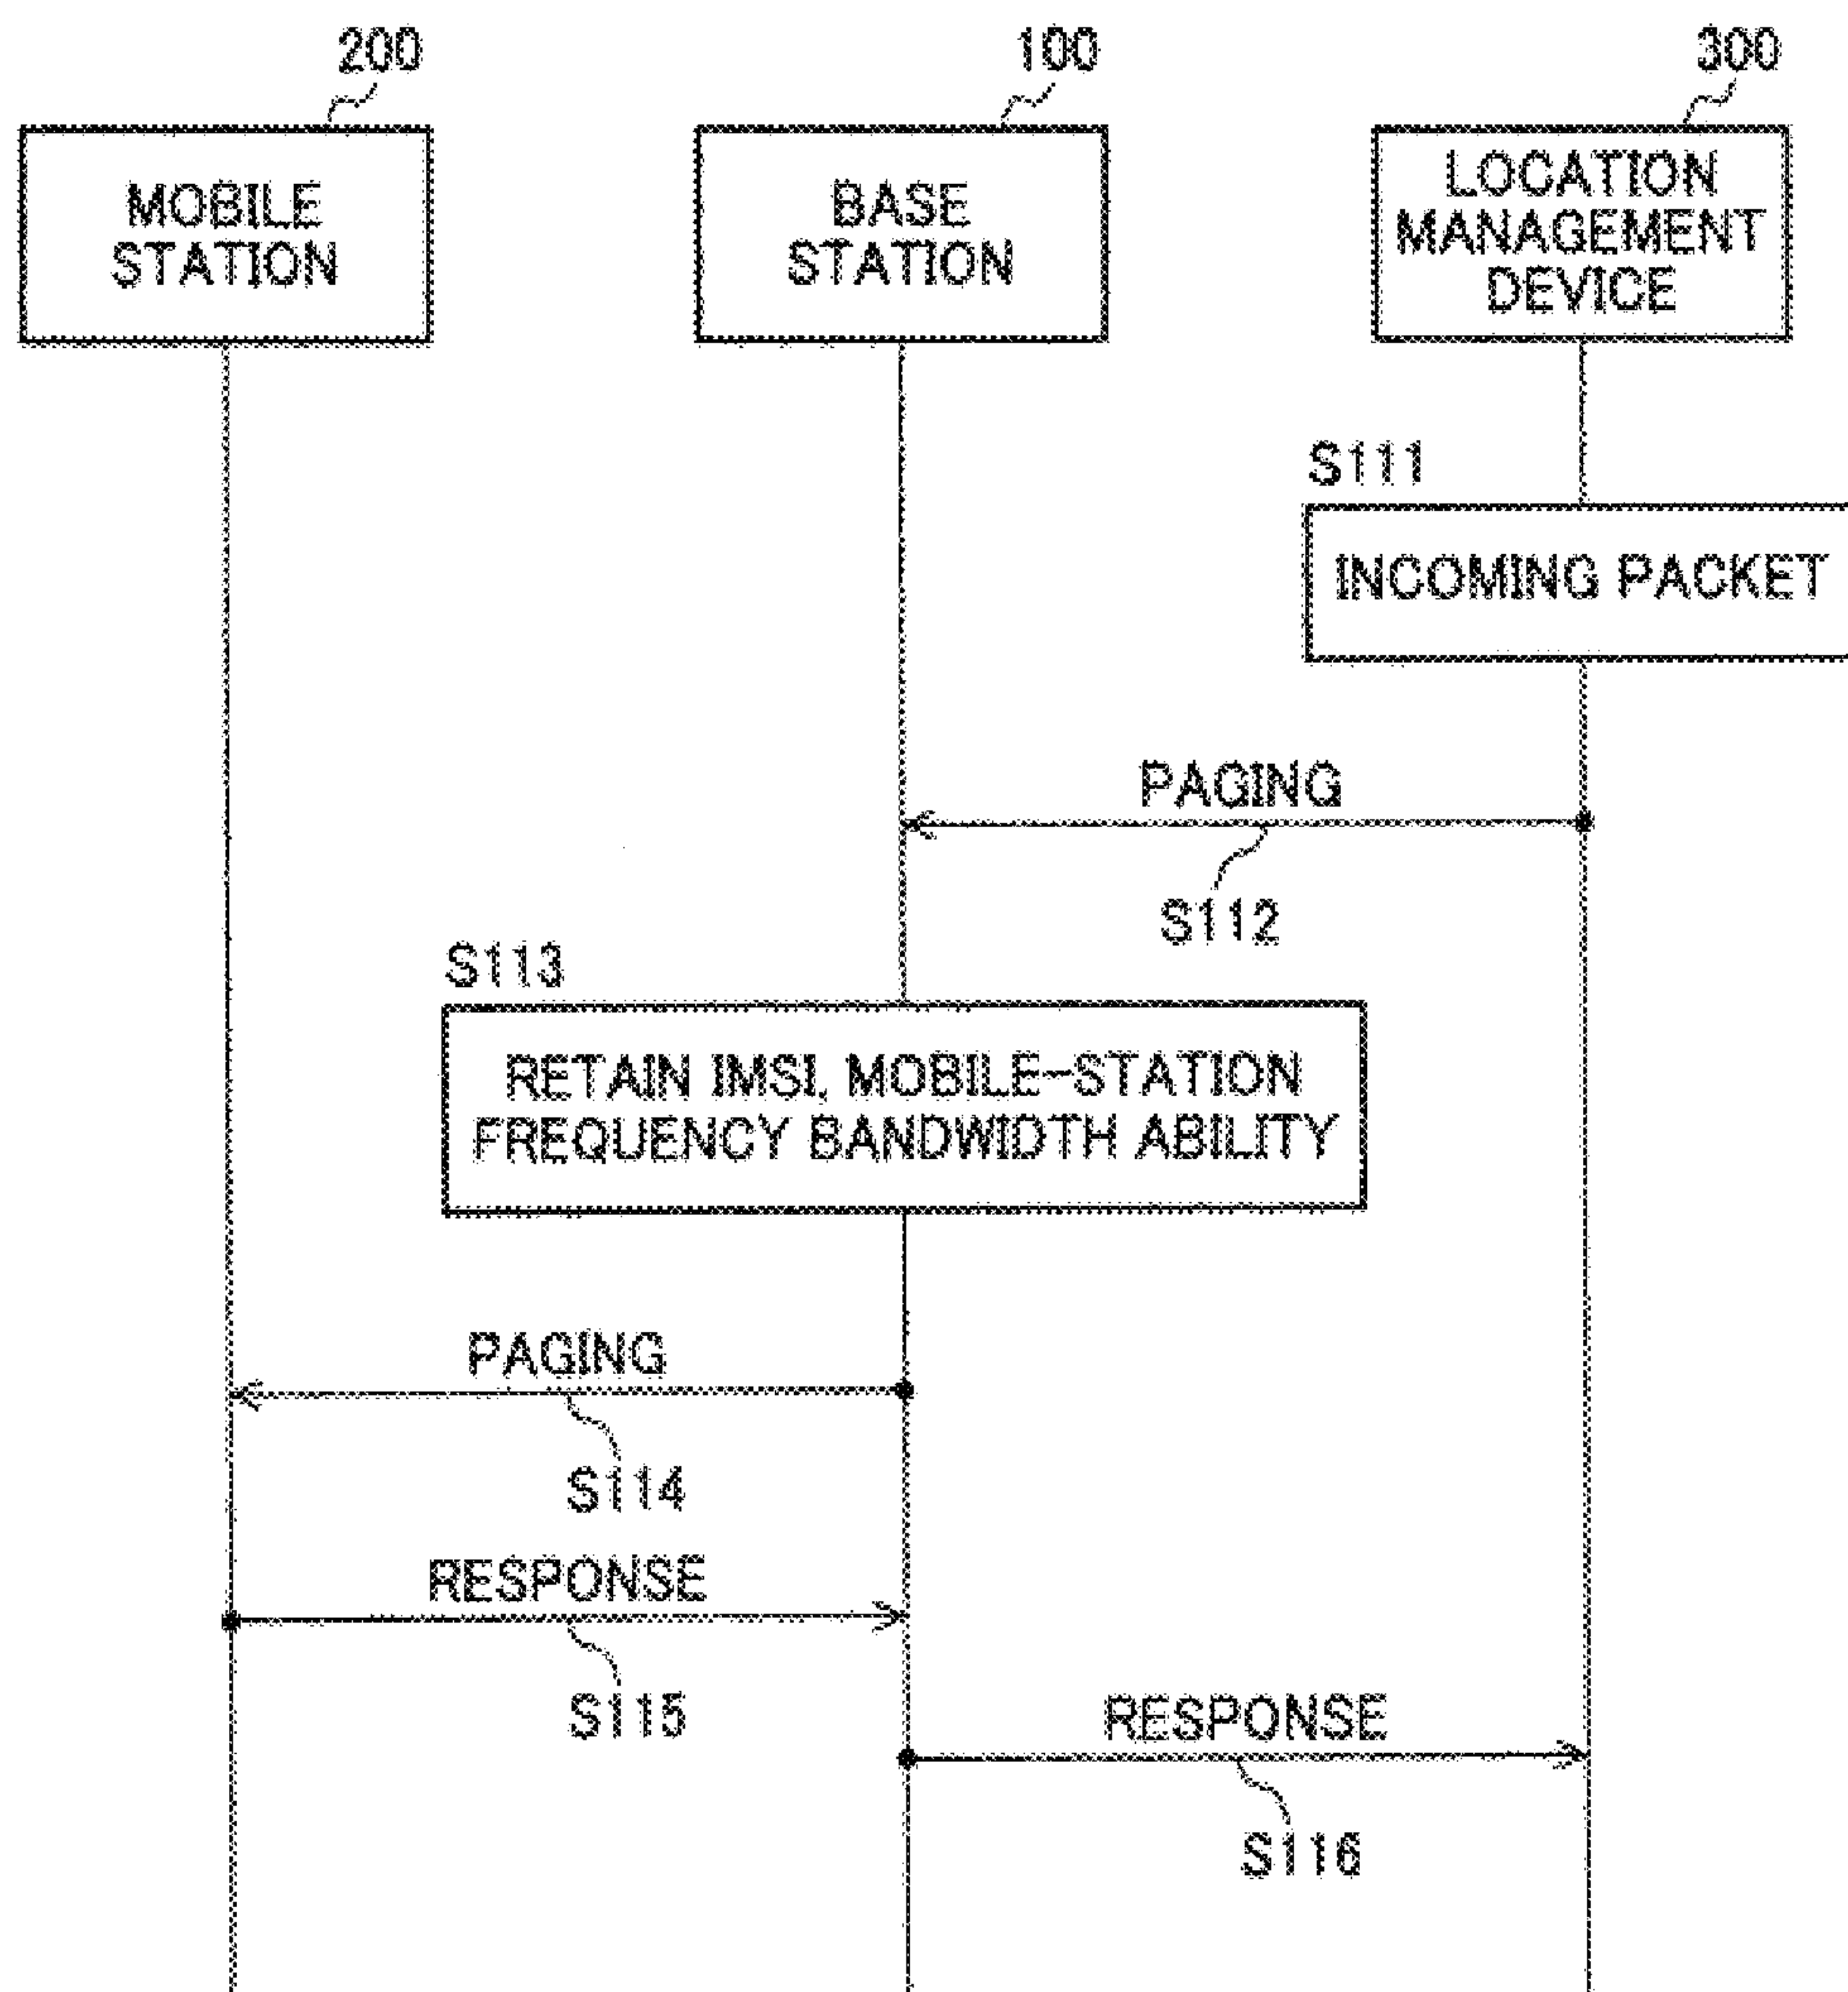 200
100
300
MOBILE
STATION
BASE
STATION
LOCATION
MANAGEMENT
DEVICE
S111
INCOMING PACKET
PAGING
S112
S113
RETAIN IMSI, MOBILE-STATION
FREQUENCY BANDWIDTH ABILITY
PAGING
S114
RESPONSE
S115
RESPONSE
S116